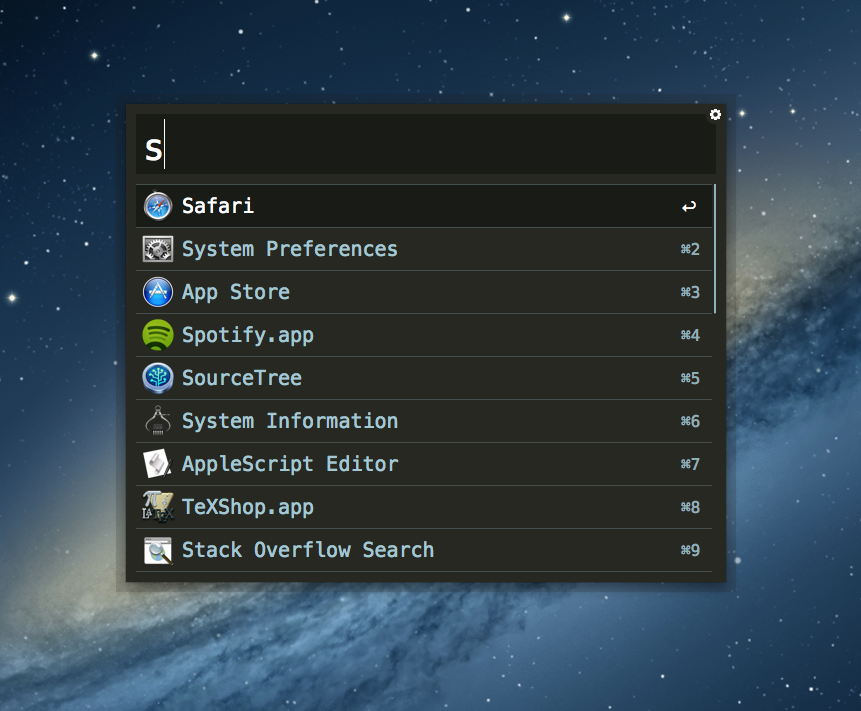 s
Safari ↩
System Preferences ⌘2
App Store ⌘3
Spotify.app ⌘4
SourceTree ⌘5
System Information ⌘6
AppleScript Editor ⌘7
TeXShop.app ⌘8
Stack Overflow Search ⌘9